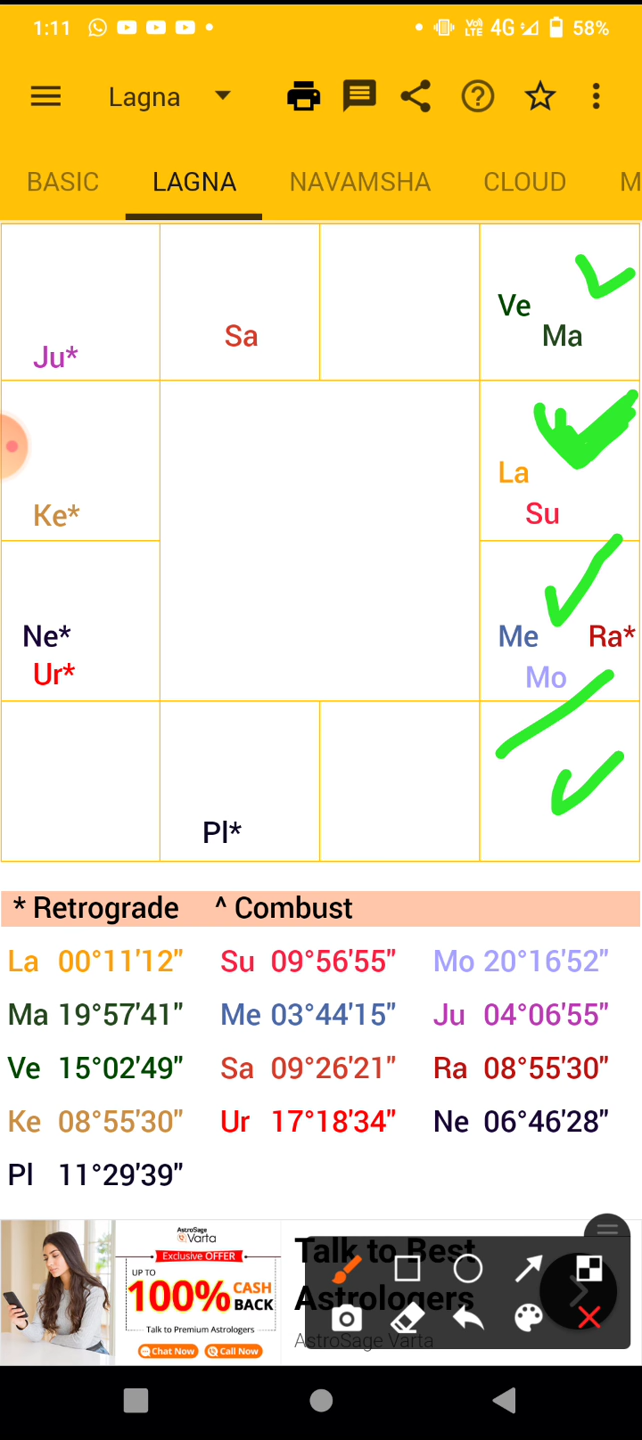 1:11 VoI) LTE 4G 58%
Lagna
BASIC LAGNA NAVAMSHA CLOUD M
Ve
Ma
Sa
Ju*
La
Su
Ke*
Ne*
Ur*
Me Ra*
Mo
Pl*
* Retrograde ^ Combust
La 00°11'12" Su 09°56'55" Mo 20°16'52"
Ma 19°57'41" Me 03°44'15" Ju 04°06'55"
Ve 15°02'49" Sa 09°26'21" Ra 08°55'30"
Ke 08°55'30" Ur 17°18'34" Ne 06°46'28"
Pl 11°29'39"
AstroSage
Varta
Exclusive OFFER
UP TO
100% CASH BACK
Talk to Premium Astrologers
Chat Now Call Now
Talk to Best
Astrologers
AstroSage Varta